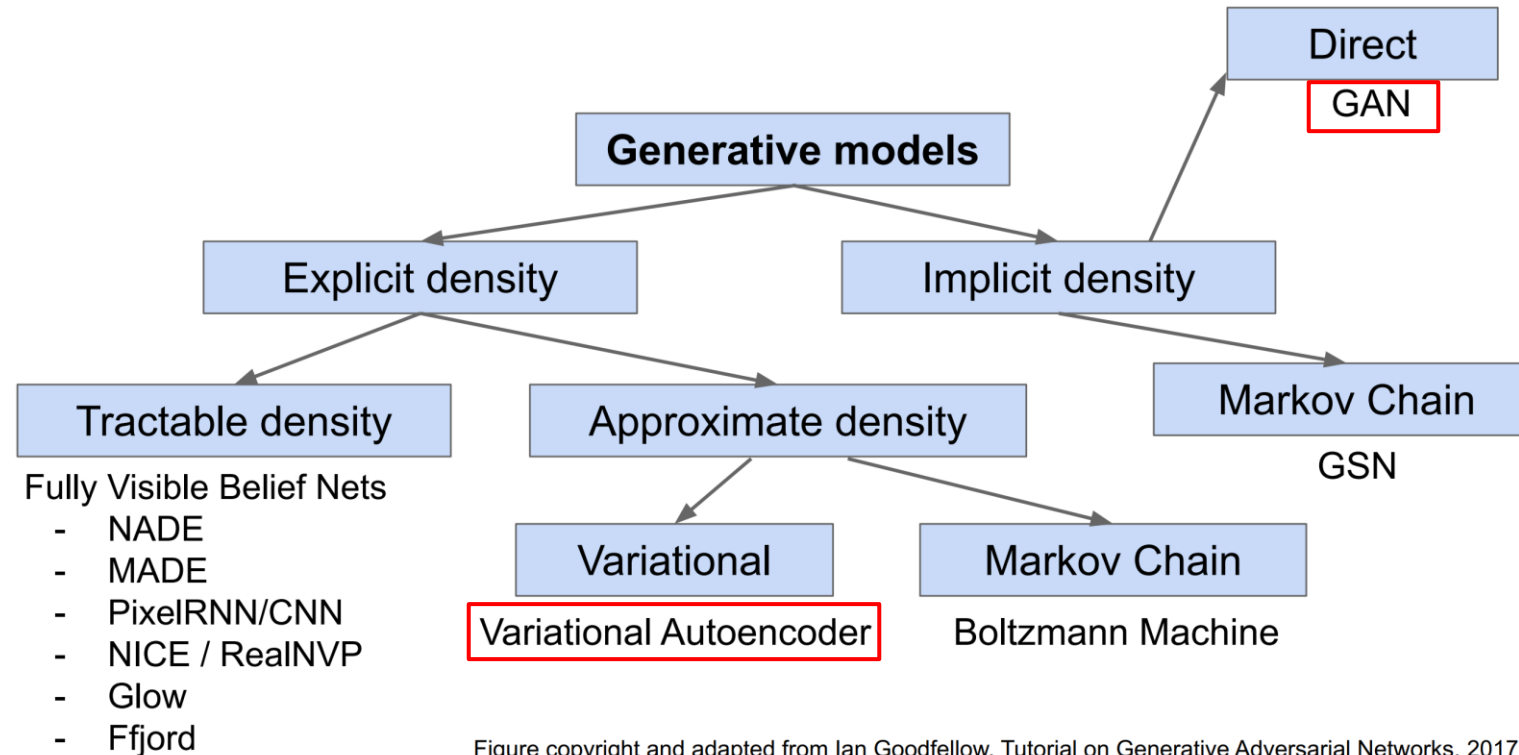 Direct
GAN
Generative models
Explicit density
Implicit density
Tractable density
Approximate density
Markov Chain
GSN
Fully Visible Belief Nets
- NADE
- MADE
- PixelRNN/CNN
- NICE / RealNVP
- Glow
- Ffjord
Variational
Markov Chain
Variational Autoencoder
Boltzmann Machine
Figure copyright and adapted from Ian Goodfellow, Tutorial on Generative Adversarial Networks, 2017